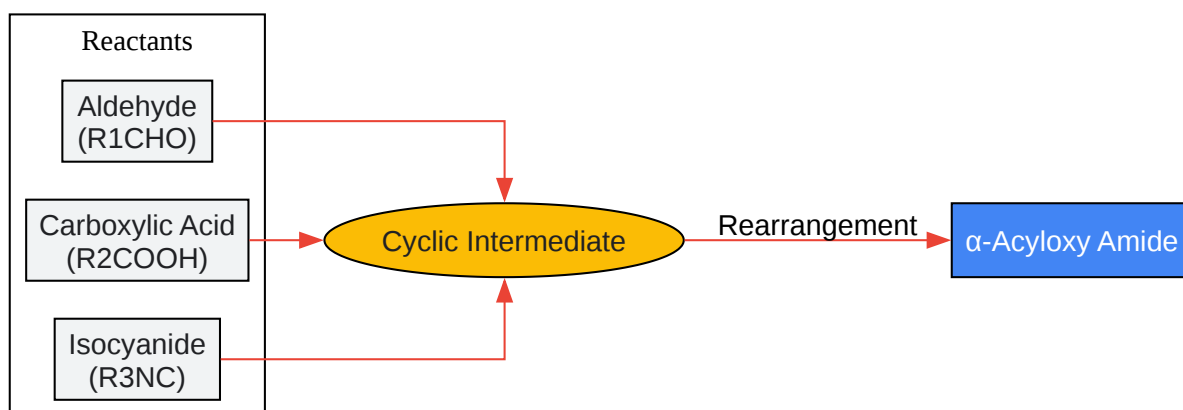 Reactants
Aldehyde
(R1CHO)
Carboxylic Acid
(R2COOH)
Isocyanide
(R3NC)
Cyclic Intermediate
Rearrangement
α-Acyloxy Amide